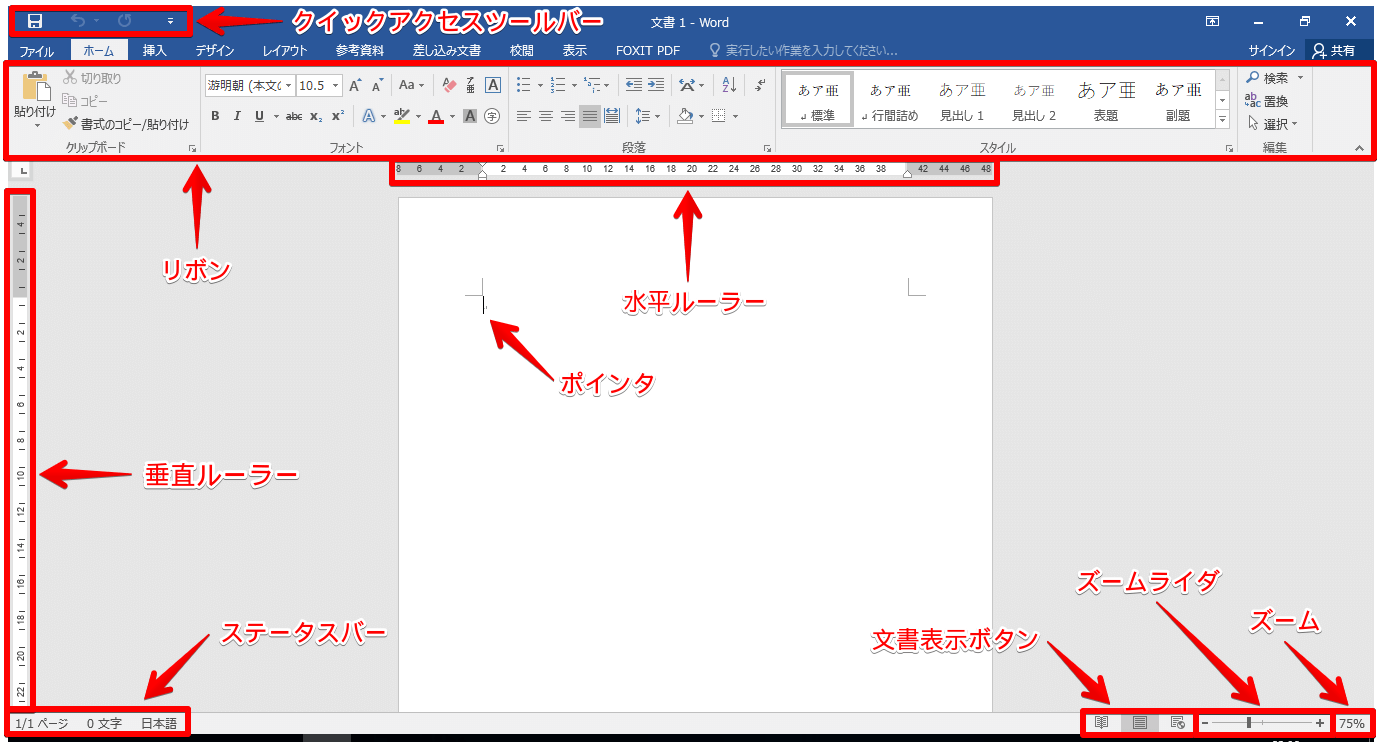 クイックアクセスツールバー
文書 1 - Word
ファイル ホーム 挿入 デザイン レイアウト 参考資料 差し込み文書 校閲 表示 FOXIT PDF 実行したい作業を入力してください... サインイン 共有
切り取り
コピー
書式のコピー/貼り付け
貼り付け
クリップボード
游明朝 (本文( 10.5 A A Aa A
B I U abc x₂ x² A aby A A 字
フォント
段落
あア亜 あア亜 あア亜 あア亜 あア亜 あア亜
標準 行間詰め 見出し 1 見出し 2 表題 副題
スタイル
検索
置換
選択
編集
8 6 4 2 2 4 6 8 10 12 14 16 18 20 22 24 26 28 30 32 34 36 38 42 44 46 48
リボン
水平ルーラー
ポインタ
4
2
2
4
6
8
10
12
14
16
18
20
22
垂直ルーラー
ズームライダ
ズーム
ステータスバー
文書表示ボタン
1/1 ページ 0 文字 日本語
- + 75%